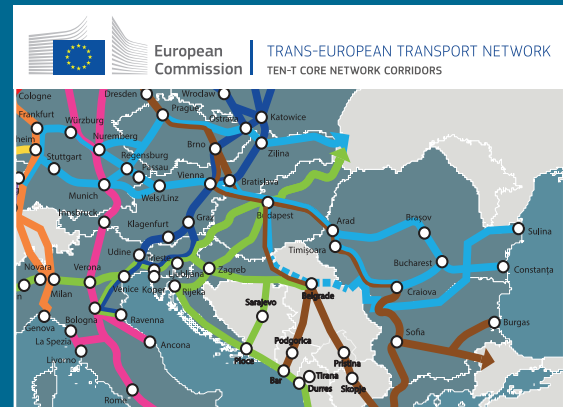 European
Commission
TRANS-EUROPEAN TRANSPORT NETWORK
TEN-T CORE NETWORK CORRIDORS
Cologne
Dresden
Wrocław
Frankfurt
Würzburg
Prague
Ostrava
Katowice
heim
Nuremberg
Brno
Zilina
Stuttgart
Regensburg
Passau
Munich
Wels/Linz
Vienna
Bratislava
Innsbruck
Klagenfurt
Graz
Budapest
Arad
Brașov
Sulina
Udine
Timișoara
Novara
Verona
Ljubljana
Zagreb
Bucharest
Constanța
Milan
Venice
Koper
Rijeka
Belgrade
Craiova
Genova
Bologna
Ravenna
Sarajevo
Sofia
Burgas
La Spezia
Livorno
Ancona
Ploce
Podgorica
Pristina
Bar
Tirana
Durres
Skopje
Rome